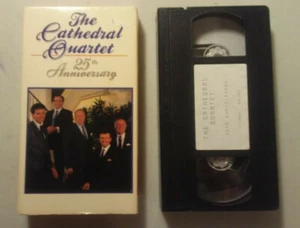 The
Cathedral
Quartet
25th
Anniversary
THE CATHEDRAL
QUARTET